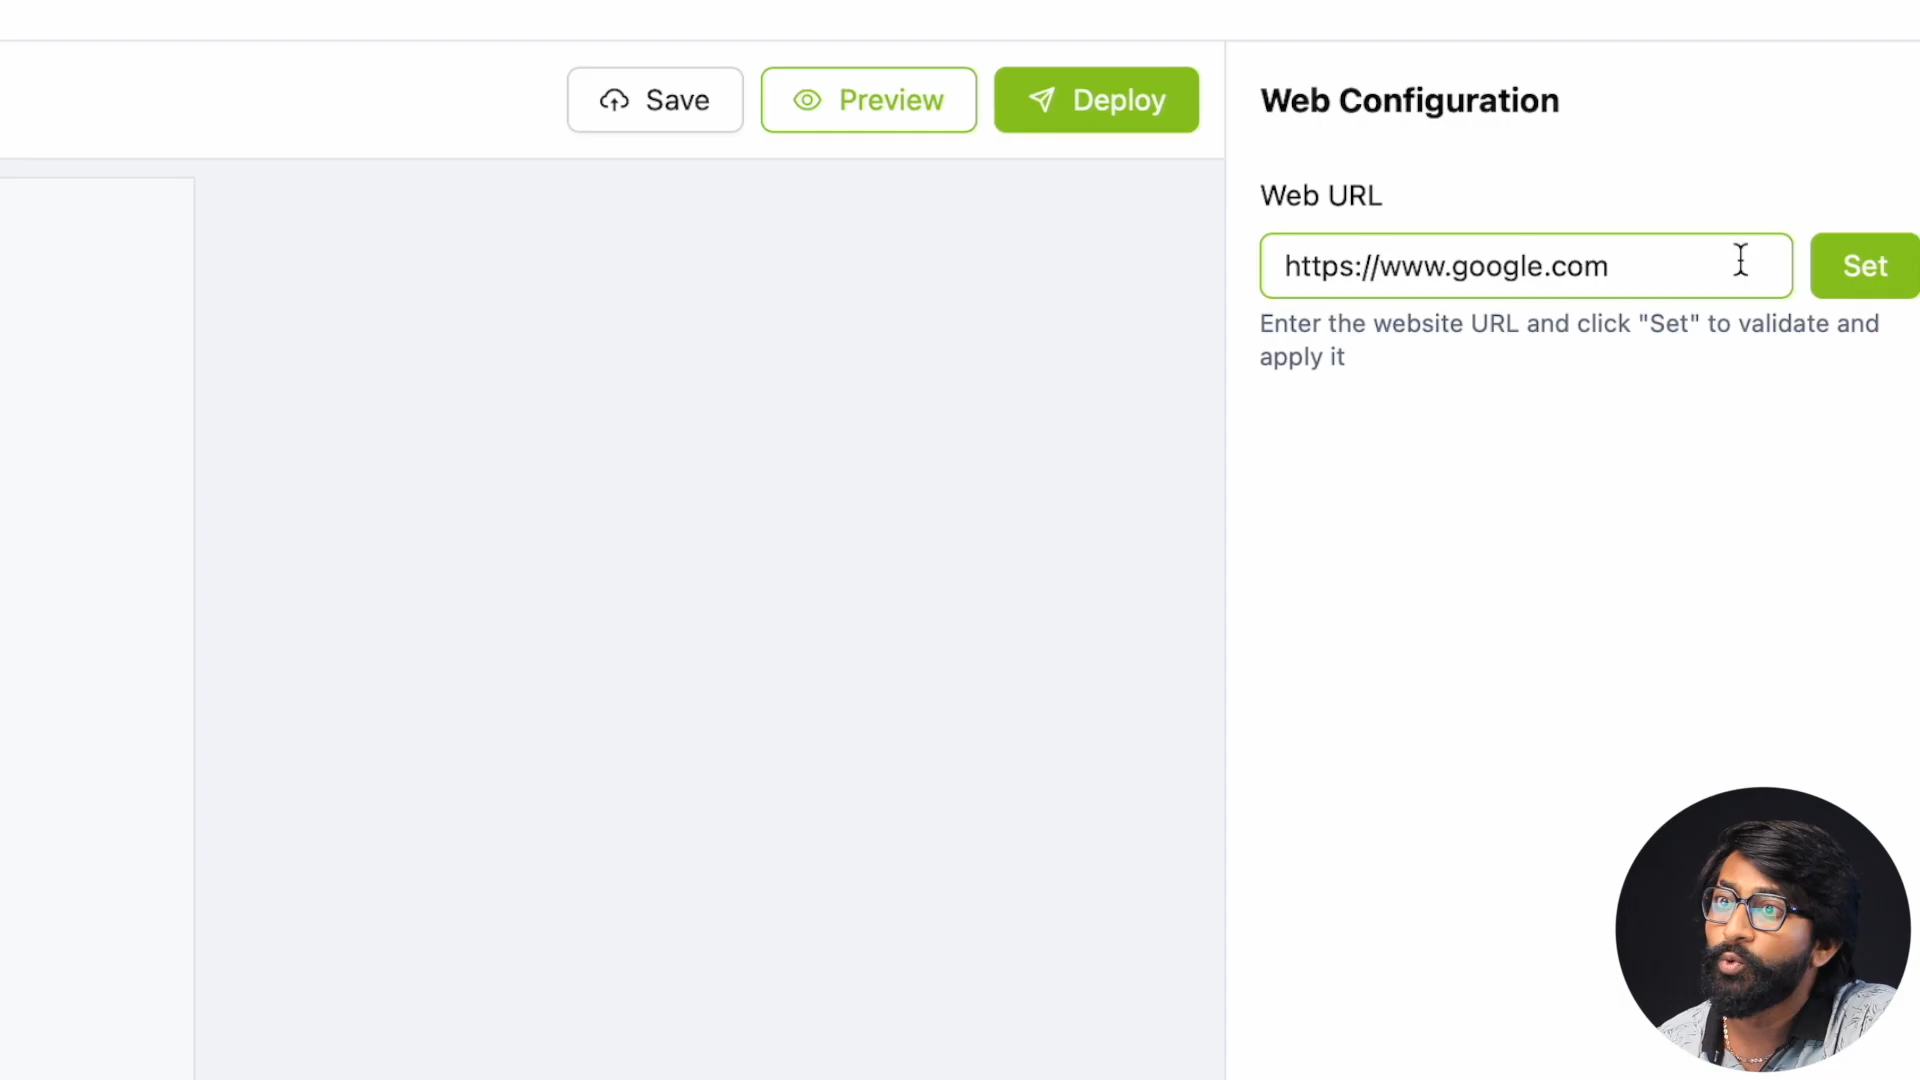 Save
Preview
Deploy
Web Configuration
Web URL
https://www.google.com
Set
Enter the website URL and click "Set" to validate and
apply it